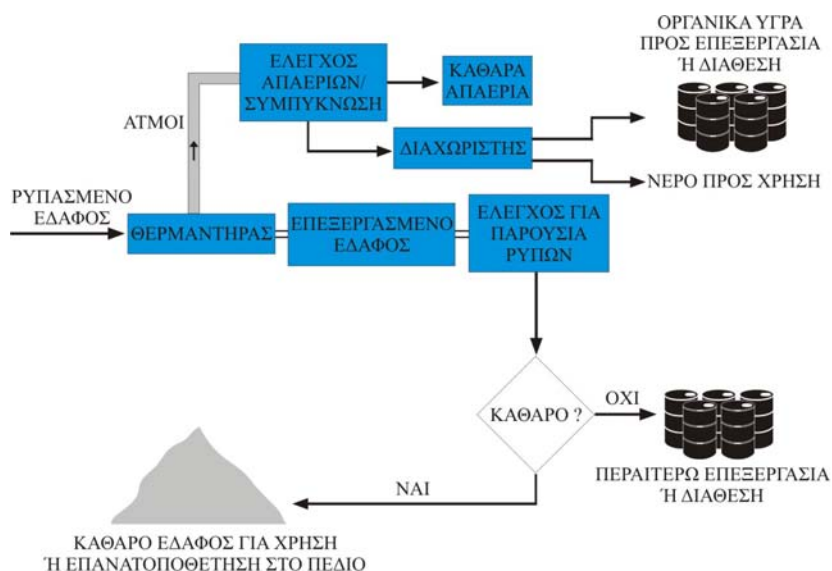 ΟΡΓΑΝΙΚΑ ΥΓΡΑ
ΠΡΟΣ ΕΠΕΞΕΡΓΑΣΙΑ
Ή ΔΙΑΘΕΣΗ
ΕΛΕΓΧΟΣ
ΑΠΑΕΡΙΩΝ/
ΣΥΜΠΥΚΝΩΣΗ
ΚΑΘΑΡΑ
ΑΠΑΕΡΙΑ
ΑΤΜΟΙ
ΔΙΑΧΩΡΙΣΤΗΣ
ΝΕΡΟ ΠΡΟΣ ΧΡΗΣΗ
ΡΥΠΑΣΜΕΝΟ
ΕΔΑΦΟΣ
ΘΕΡΜΑΝΤΗΡΑΣ
ΕΠΕΞΕΡΓΑΣΜΕΝΟ
ΕΔΑΦΟΣ
ΕΛΕΓΧΟΣ ΓΙΑ
ΠΑΡΟΥΣΙΑ
ΡΥΠΩΝ
ΚΑΘΑΡΟ ?
ΟΧΙ
ΠΕΡΑΙΤΕΡΩ ΕΠΕΞΕΡΓΑΣΙΑ
Ή ΔΙΑΘΕΣΗ
ΝΑΙ
ΚΑΘΑΡΟ ΕΔΑΦΟΣ ΓΙΑ ΧΡΗΣΗ
Ή ΕΠΑΝΑΤΟΠΟΘΕΤΗΣΗ ΣΤΟ ΠΕΔΙΟ